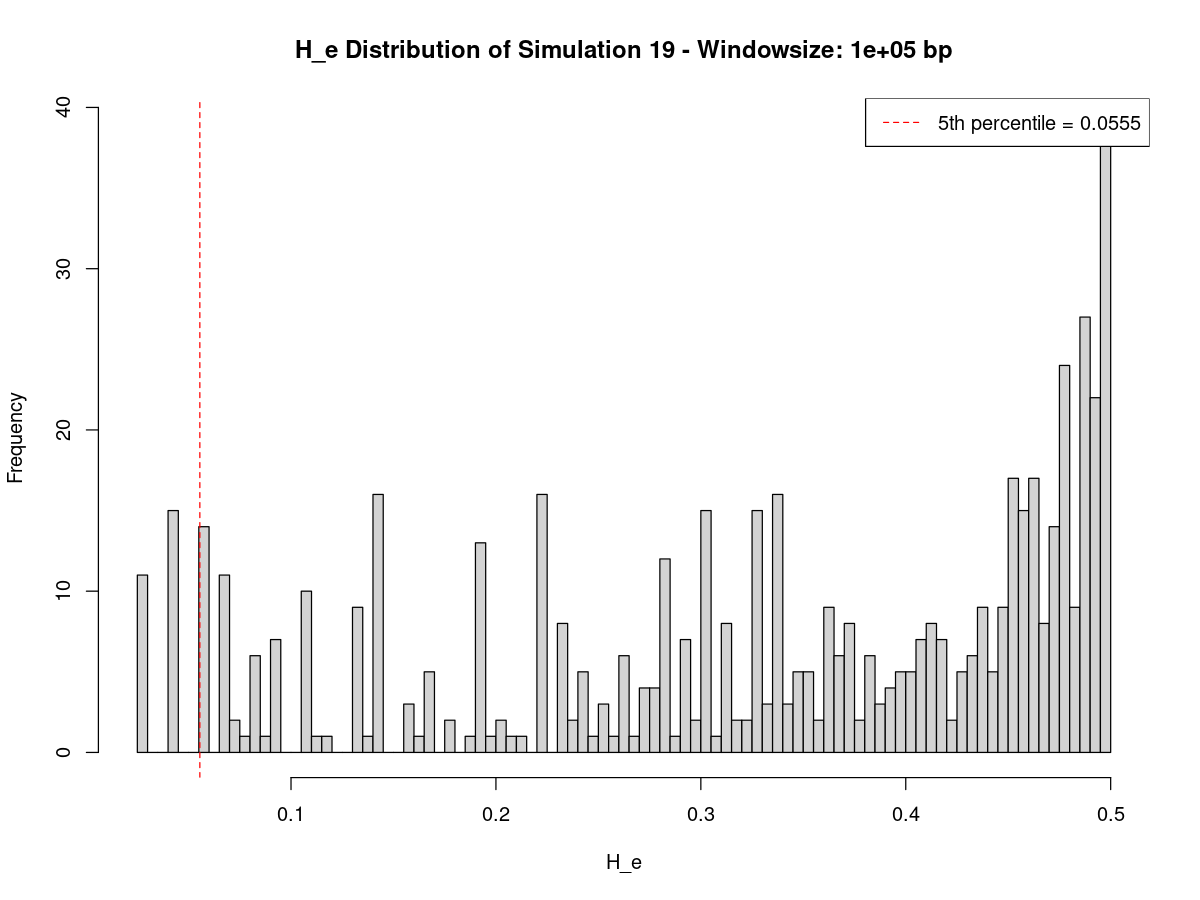 H_e Distribution of Simulation 19 - Windowsize: 1e+05 bp
5th percentile = 0.0555
Frequency
40
30
20
10
0
0.1 0.2 0.3 0.4 0.5
H_e